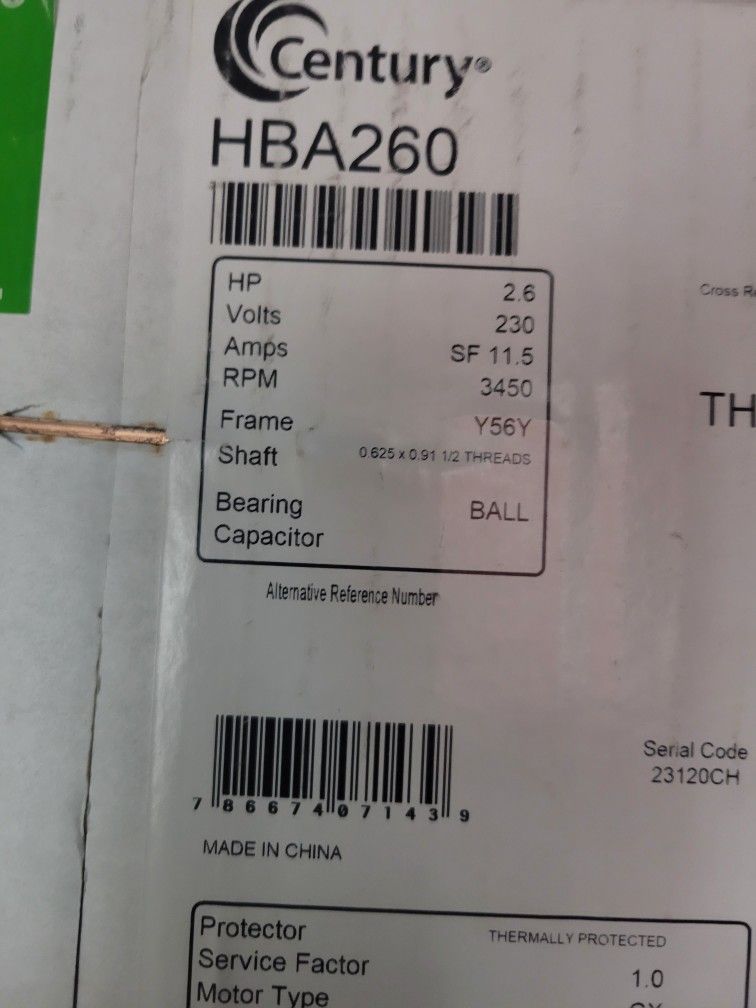 Century®
HBA260
HP 2.6
Volts 230
Amps SF 11.5
RPM 3450
Frame Y56Y
Shaft 0.625 x 0.91 1/2 THREADS
Bearing BALL
Capacitor
Cross
TH
Alternative Reference Number
7 86674 07143 9
Serial Code
23120CH
MADE IN CHINA
Protector THERMALLY PROTECTED
Service Factor 1.0
Motor Type